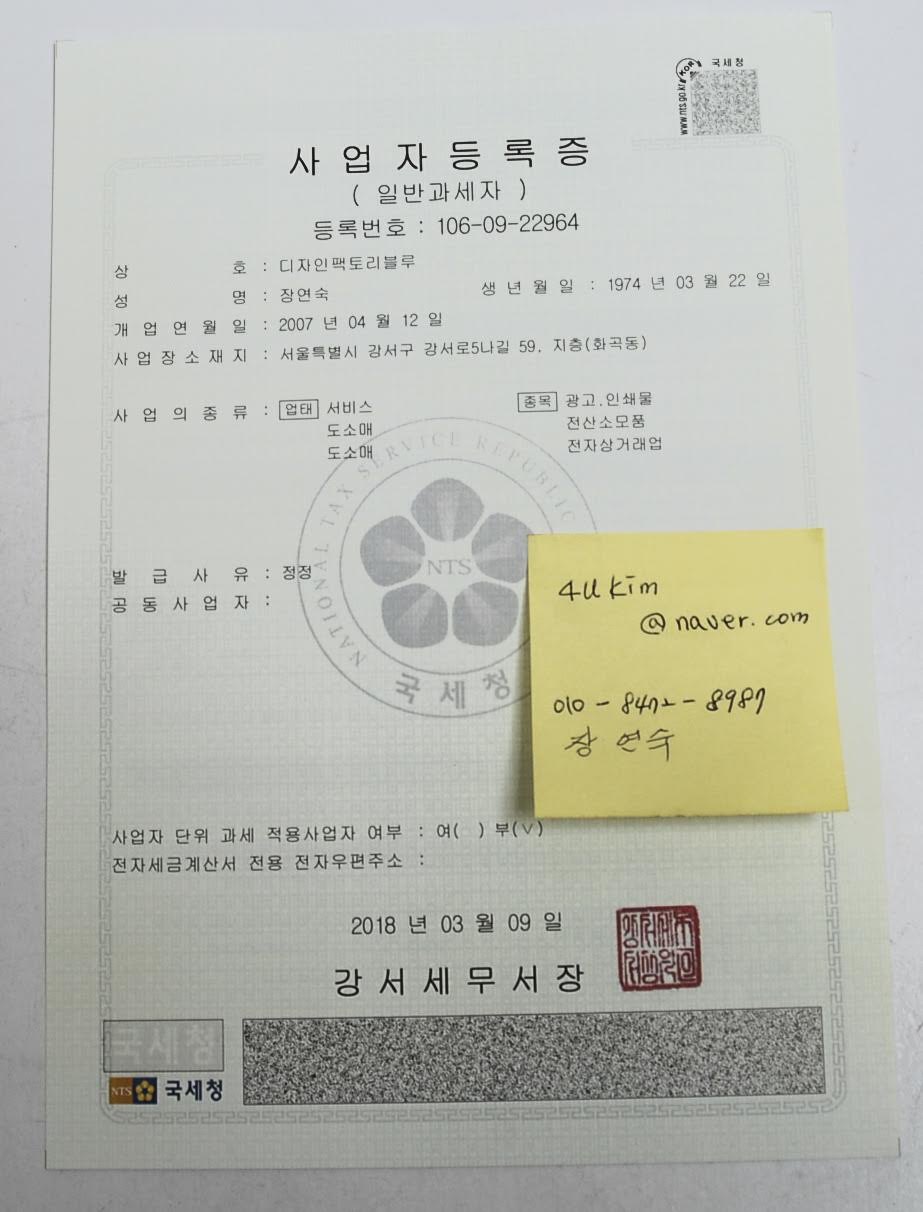 국세청
www.nts.go.kr
사업자등록증
( 일반과세자 )
등록번호 : 106-09-22964
상 호 : 디자인팩토리블루
성 명 : 장연숙 생 년 월 일 : 1974 년 03 월 22 일
개 업 연 월 일 : 2007 년 04 월 12 일
사 업 장 소 재 지 : 서울특별시 강서구 강서로5나길 59, 지층(화곡동)
사 업 의 종 류 : 업태 서비스 종목 광고.인쇄물
도소매 전산소모품
도소매 전자상거래업
NATIONAL TAX SERVICE REPUBLIC
NTS
국세청
발 급 사 유 : 정정
공 동 사 업 자 :
4u kim
@naver.com
010-8472-8987
장연숙
사업자 단위 과세 적용사업자 여부 : 여( ) 부(∨)
전자세금계산서 전용 전자우편주소 :
2018 년 03 월 09 일
강 서 세 무 서 장
국세청
NTS 국세청